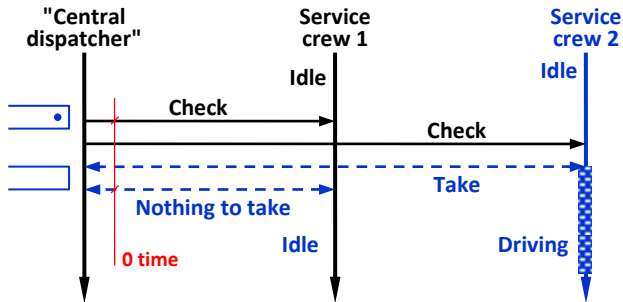 "Central
dispatcher"
Service
crew 1
Service
crew 2
Idle
Idle
Check
Check
Take
Nothing to take
Idle
Driving
0 time